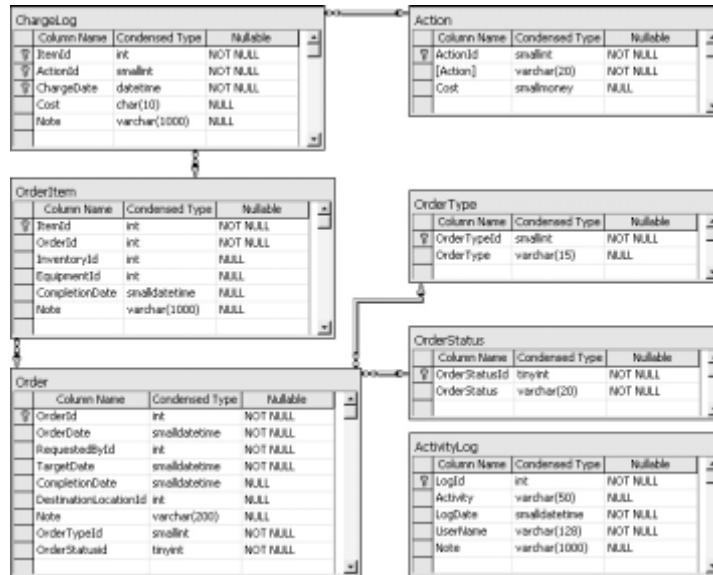 ChargeLog
Column Name Condensed Type Nullable
ItemId int NOT NULL
ActionId smallint NOT NULL
ChargeDate datetime NOT NULL
Cost char(10) NULL
Note varchar(1000) NULL
Action
Column Name Condensed Type Nullable
ActionId smallint NOT NULL
[Action] varchar(20) NOT NULL
Cost smallmoney NULL
OrderItem
Column Name Condensed Type Nullable
ItemId int NOT NULL
OrderId int NOT NULL
InventoryId int NULL
EquipmentId int NULL
CompletionDate smalldatetime NULL
Note varchar(1000) NULL
OrderType
Column Name Condensed Type Nullable
OrderTypeId smallint NOT NULL
OrderType varchar(15) NULL
OrderStatus
Column Name Condensed Type Nullable
OrderStatusId tinyint NOT NULL
OrderStatus varchar(20) NOT NULL
Order
Column Name Condensed Type Nullable
OrderId int NOT NULL
OrderDate smalldatetime NOT NULL
RequestedById int NOT NULL
TargetDate smalldatetime NOT NULL
CompletionDate smalldatetime NULL
DestinationLocationId int NULL
Note varchar(200) NULL
OrderTypeId smallint NOT NULL
OrderStatusid tinyint NOT NULL
ActivityLog
Column Name Condensed Type Nullable
LogId int NOT NULL
Activity varchar(50) NOT NULL
LogDate smalldatetime NOT NULL
UserName varchar(128) NOT NULL
Note varchar(1000) NULL